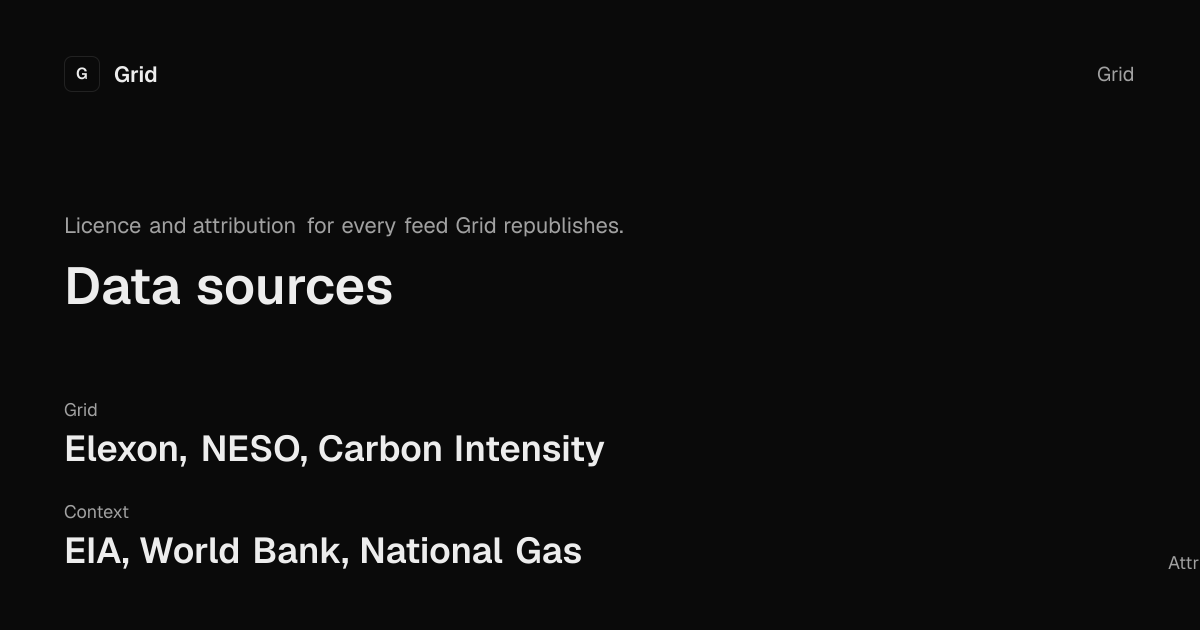 G Grid Grid
Licence and attribution for every feed Grid republishes.
Data sources
Grid
Elexon, NESO, Carbon Intensity
Context
EIA, World Bank, National Gas
Attr